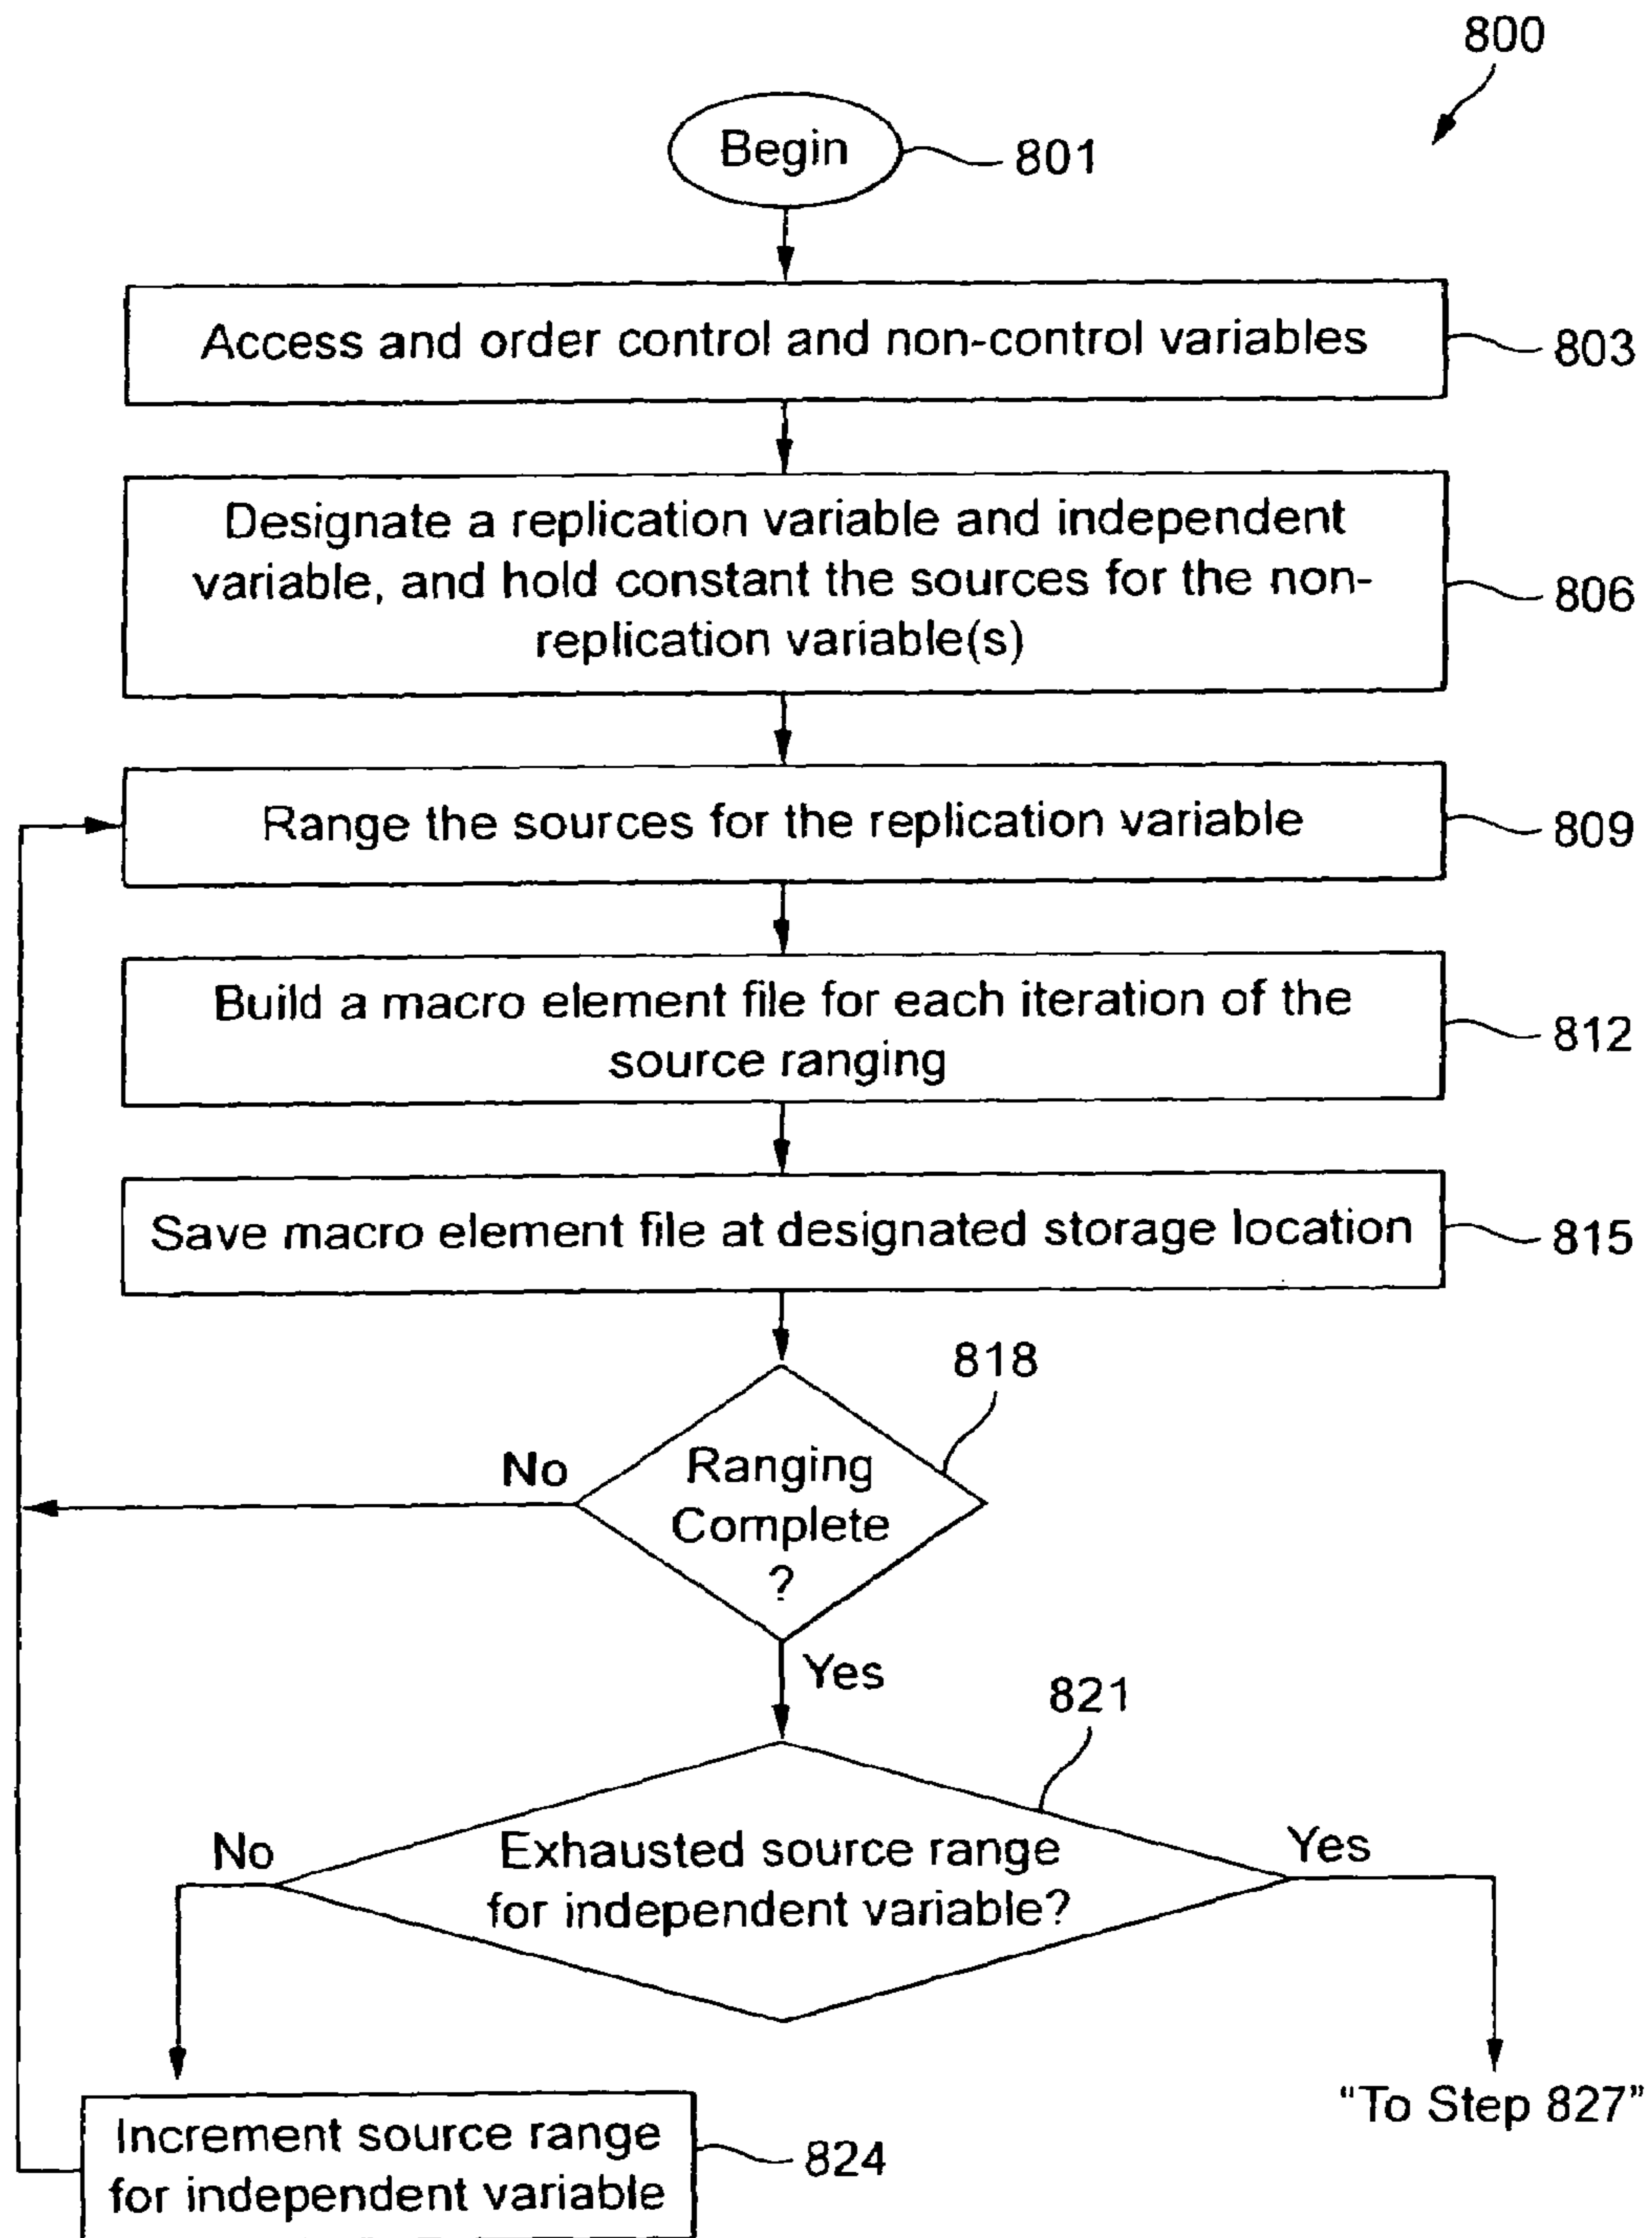 800
Begin
801
Access and order control and non-control variables
803
Designate a replication variable and independent
variable, and hold constant the sources for the non-
replication variable(s)
806
Range the sources for the replication variable
809
Build a macro element file for each iteration of the
source ranging
812
Save macro element file at designated storage location
815
818
No
Ranging
Complete
?
Yes
821
No
Exhausted source range
for independent variable?
Yes
"To Step 827"
Increment source range
for independent variable
824